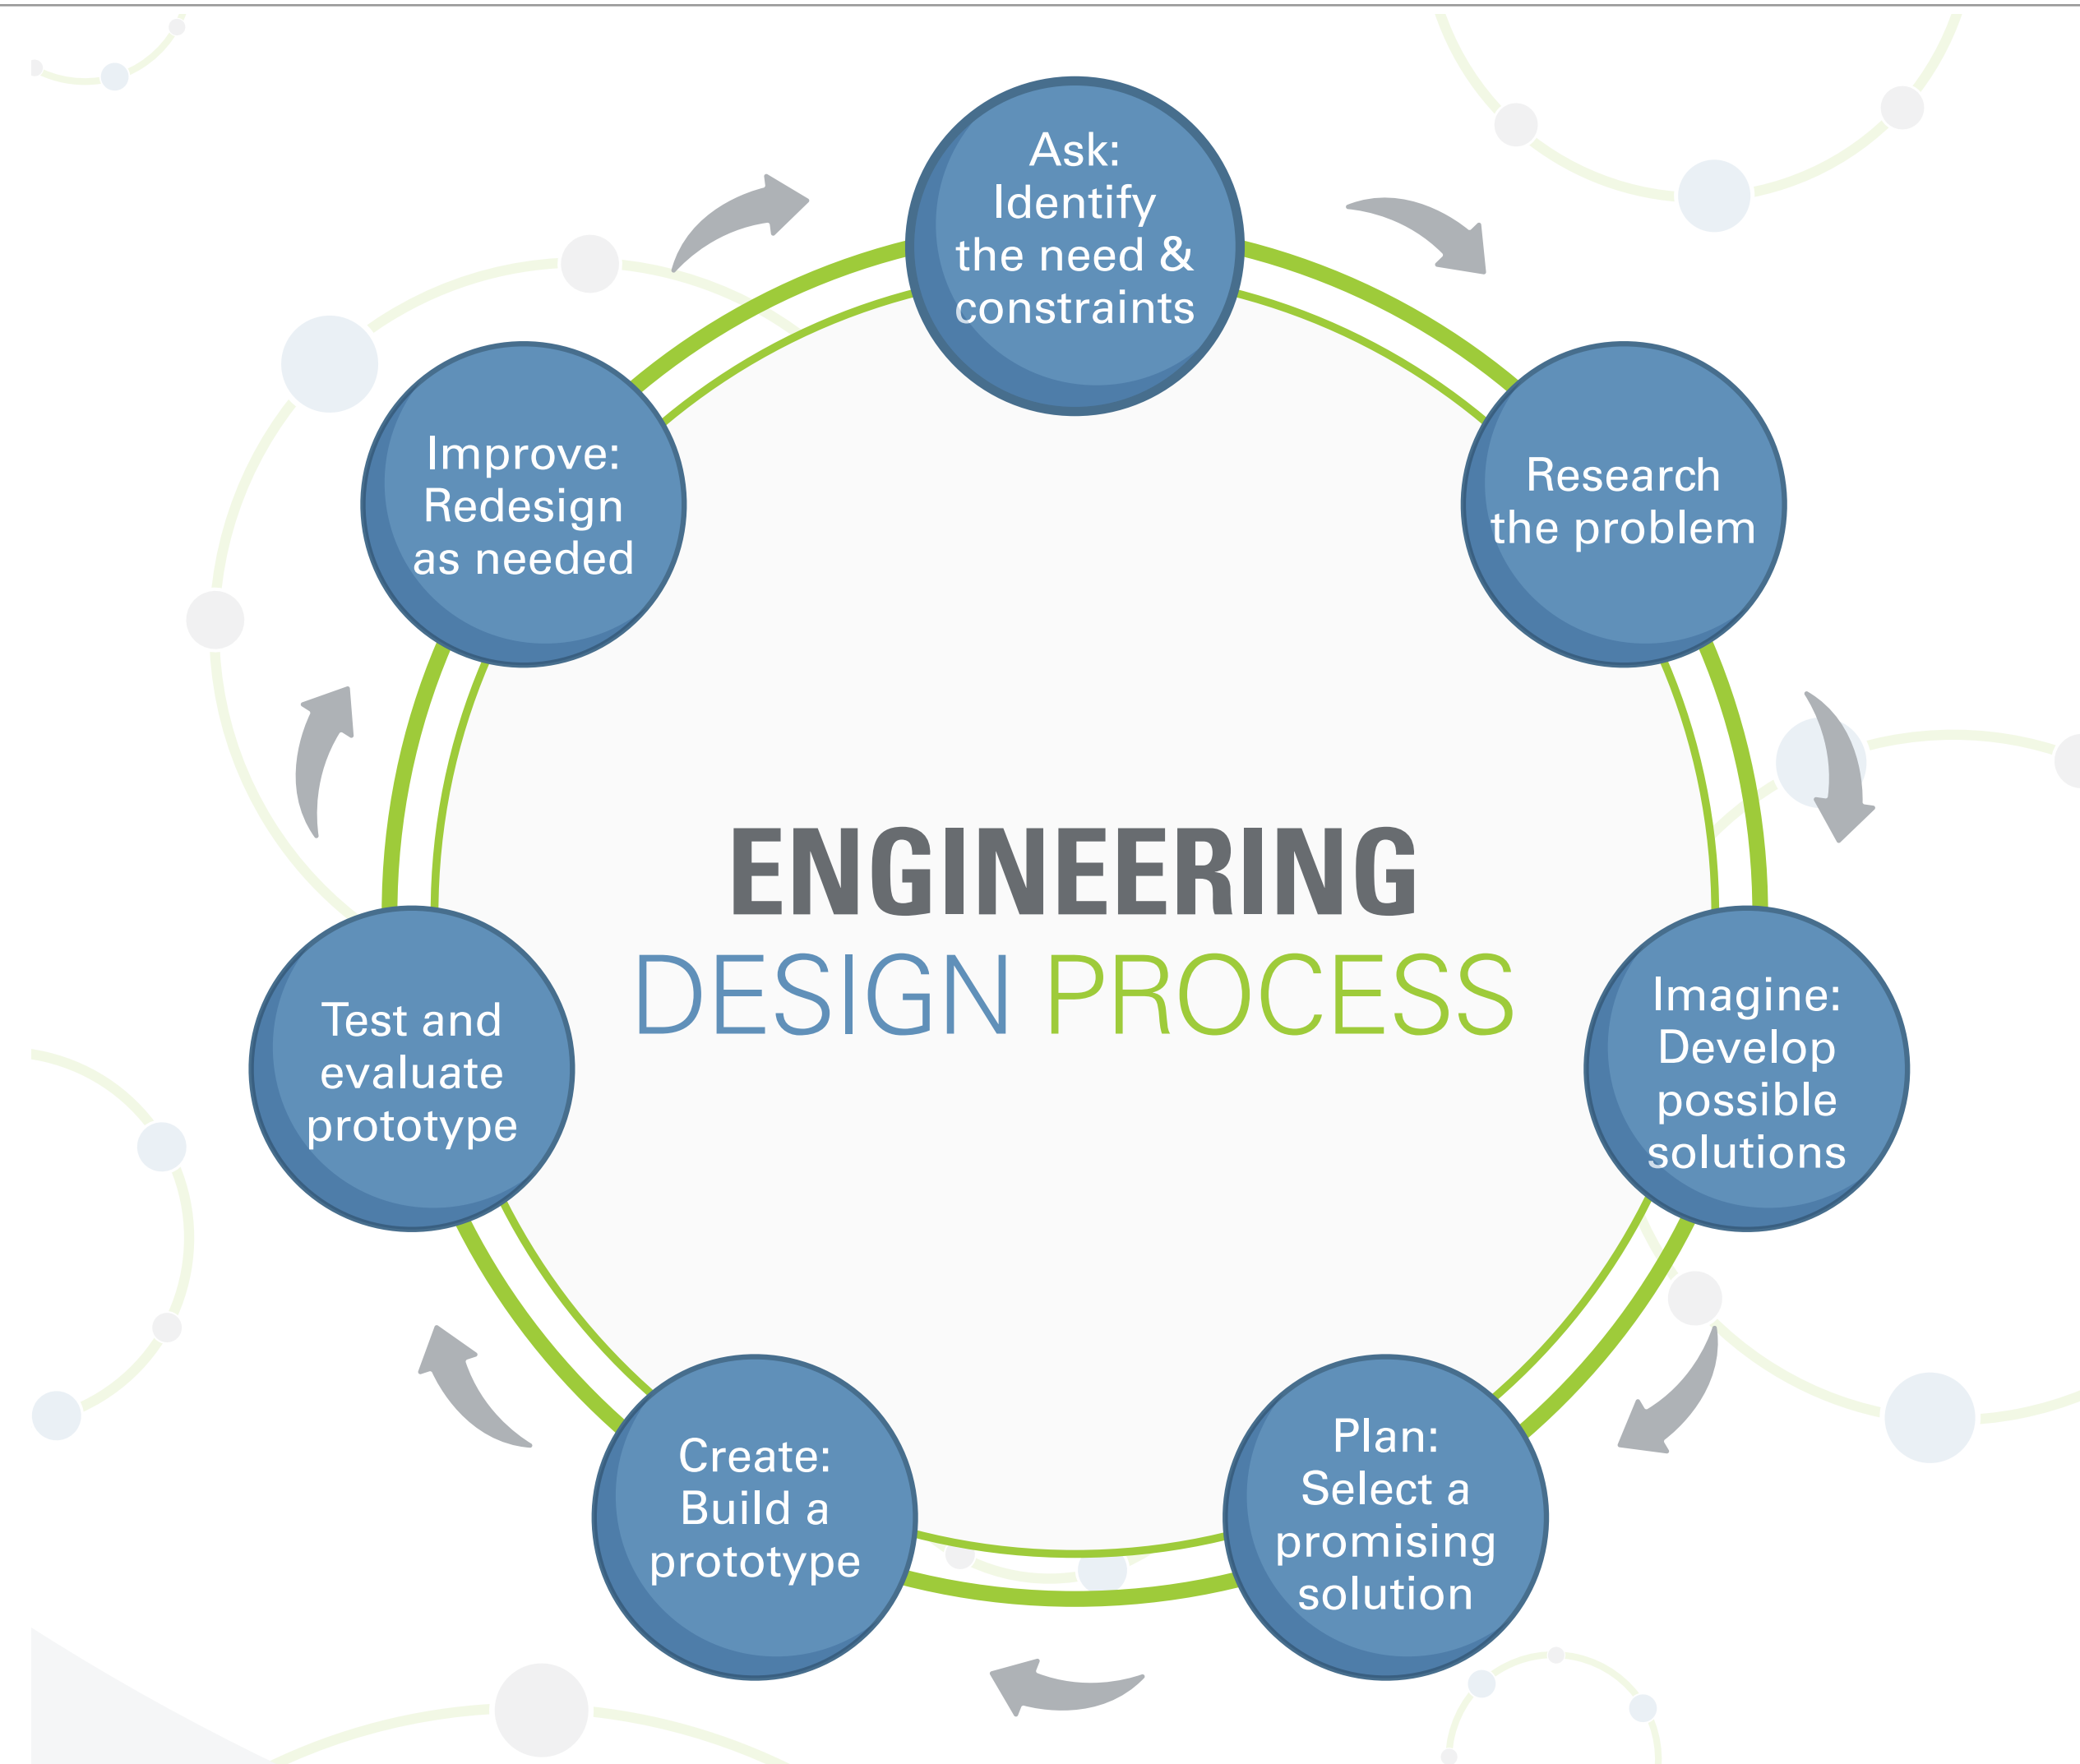 Ask:
Identify
the need &
constraints
Research
the problem
Imagine:
Develop
possible
solutions
Plan:
Select a
promising
solution
Create:
Build a
prototype
Test and
evaluate
prototype
Improve:
Redesign
as needed
ENGINEERING
DESIGN PROCESS